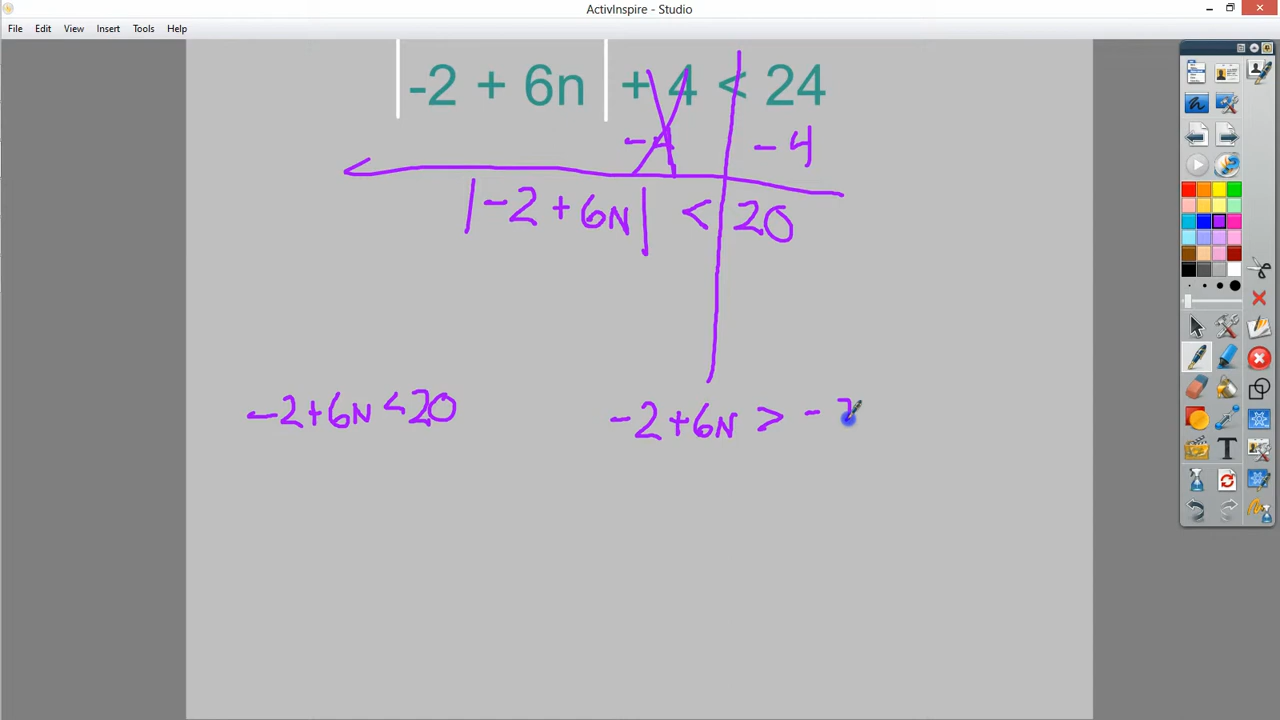 ActivInspire - Studio
File Edit View Insert Tools Help
|-2 + 6n| + 4 < 24
-4 -4
|-2+6N| < 20
-2+6N<20 -2+6N > -